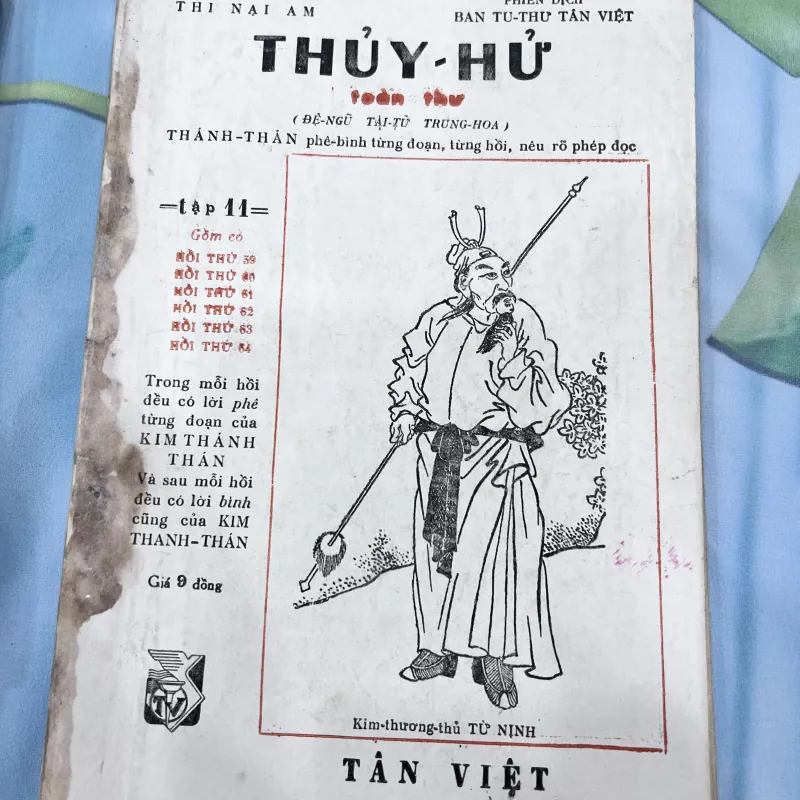 THI NẠI AM
PHIÊN DỊCH
BAN TU-THƯ TÂN VIỆT
THỦY-HỬ
toàn thư
(ĐỆ-NGŨ TÀI-TỬ TRUNG-HOA)
THÁNH-THÁN phê-bình từng đoạn, từng hồi, nêu rõ phép đọc
=tập 11=
Gồm có
HỒI THỨ 59
HỒI THỨ 60
HỒI THỨ 61
HỒI THỨ 62
HỒI THỨ 63
HỒI THỨ 64
Trong mỗi hồi
đều có lời phê
từng đoạn của
KIM THÁNH
THÁN
Và sau mỗi hồi
đều có lời bình
cũng của KIM
THANH-THÁN
Giá 9 đồng
TV
Kim-thương-thủ TỪ NỊNH
TÂN VIỆT